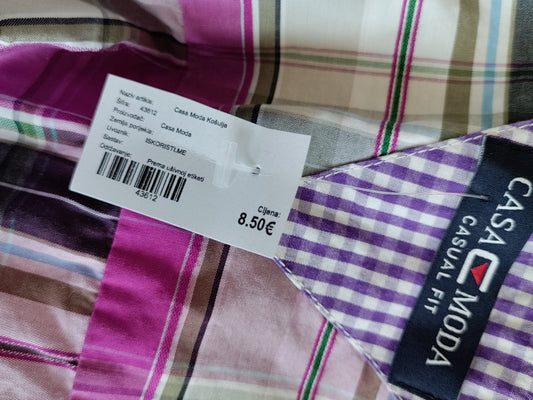 Naziv artikla: Casa Moda Košulja
Šifra: 43612
Proizvođač:
Zemlja porijekla: Casa Moda
Uvoznik:
Sastav: ISKORISTI.ME
Održavanje:
Prema ušivnoj etiketi
43612
Cijena:
8.50€
CASA MODA
CASUAL FIT